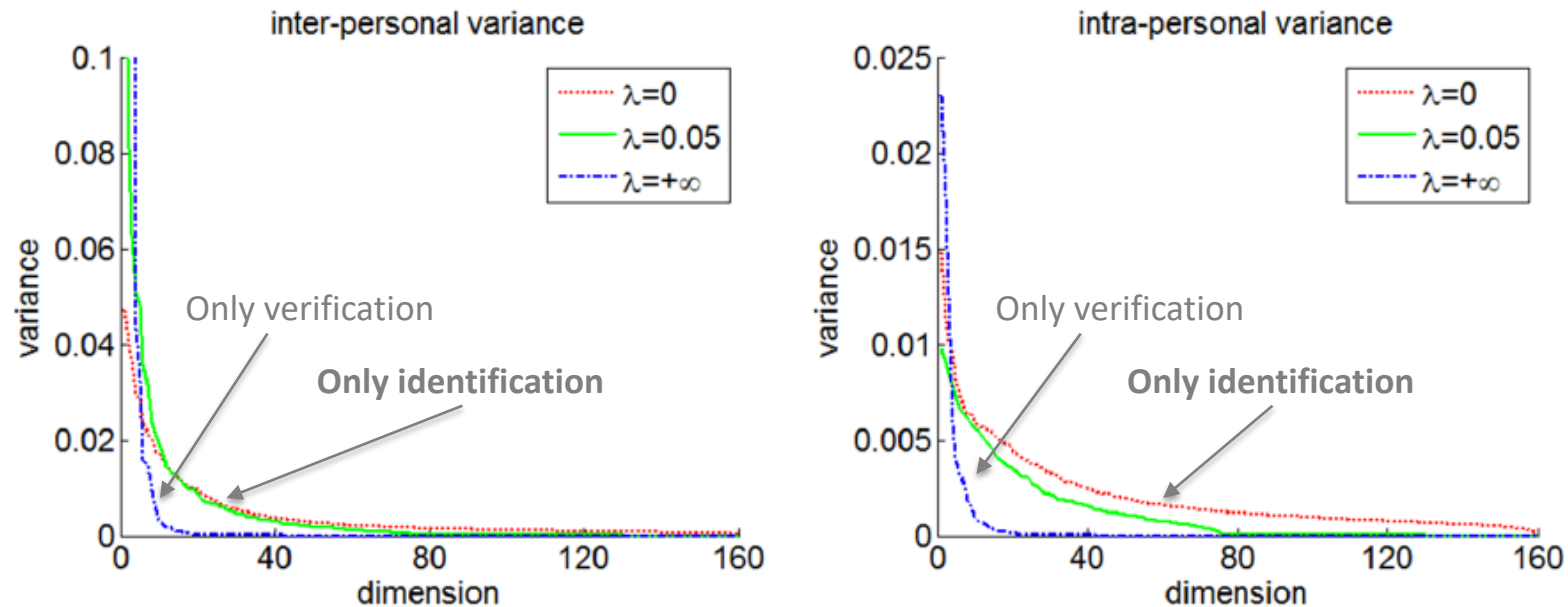 inter-personal variance
0.1
0.08
0.06
0.04
0.02
0
variance
λ=0
λ=0.05
λ=+∞
Only verification
Only identification
0
40
80
120
160
dimension
intra-personal variance
0.025
0.02
0.015
0.01
0.005
0
variance
λ=0
λ=0.05
λ=+∞
Only verification
Only identification
0
40
80
120
160
dimension